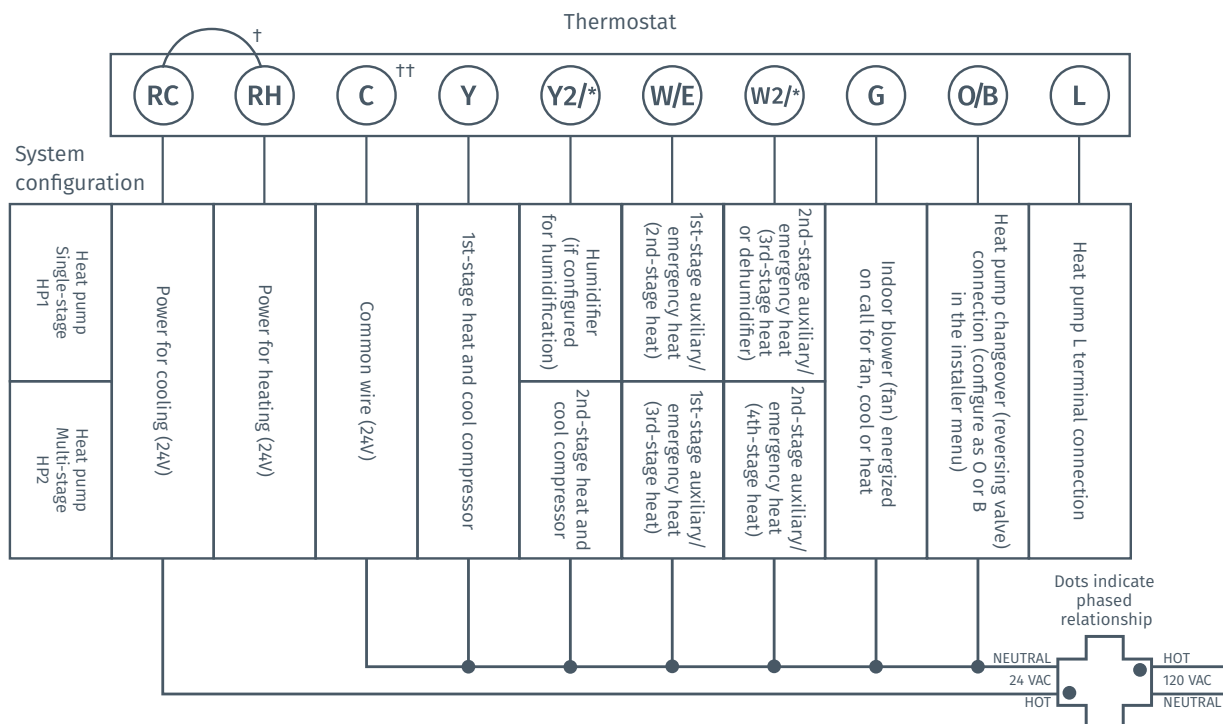 Thermostat
†
RC
RH
C
††
Y
Y2/*
W/E
W2/*
G
O/B
L
System
configuration
Heat pump
Single-stage
HP1
Heat pump
Multi-stage
HP2
Power for cooling (24V)
Power for heating (24V)
Common wire (24V)
1st-stage heat and cool compressor
Humidifier
(if configured
for humidification)
2nd-stage heat and
cool compressor
1st-stage auxiliary/
emergency heat
(2nd-stage heat)
1st-stage auxiliary/
emergency heat
(3rd-stage heat)
2nd-stage auxiliary/
emergency heat
(3rd-stage heat
or dehumidifier)
2nd-stage auxiliary/
emergency heat
(4th-stage heat)
Indoor blower (fan) energized
on call for fan, cool or heat
Heat pump changeover (reversing valve)
connection (configure as O or B
in the installer menu)
Heat pump L terminal connection
Dots indicate
phased
relationship
NEUTRAL
24 VAC
HOT
HOT
120 VAC
NEUTRAL